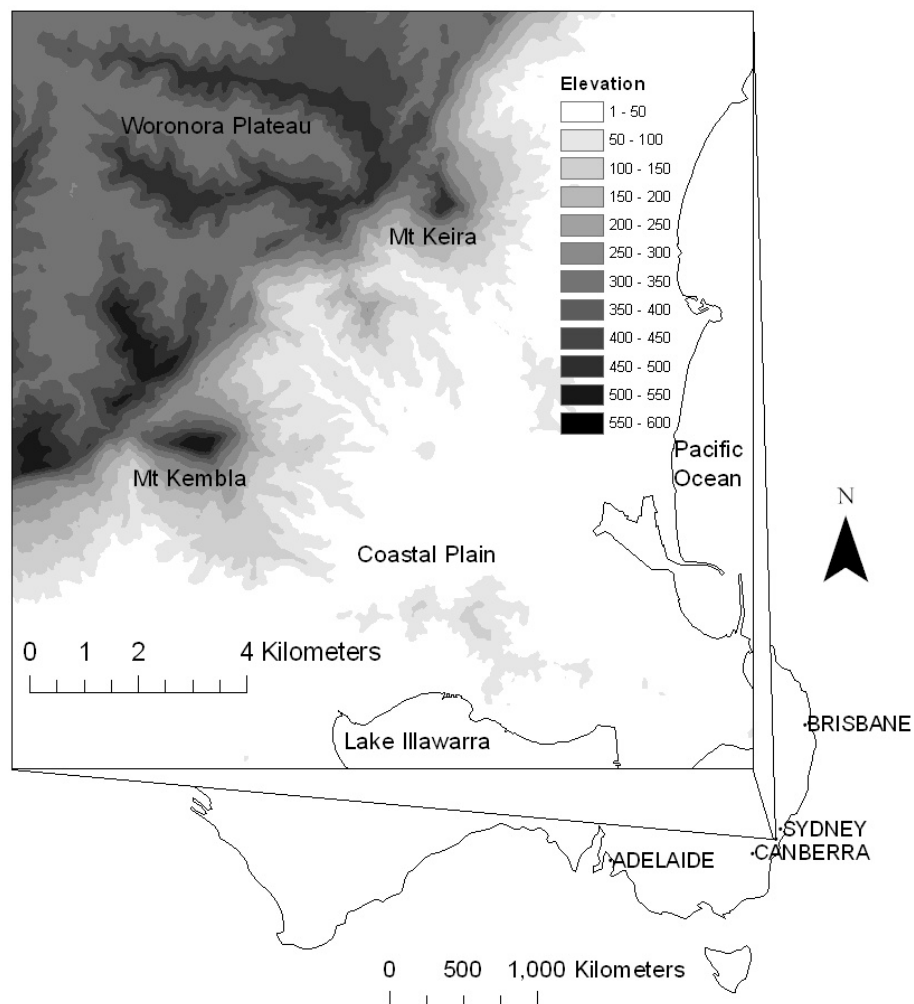 Woronora Plateau
Mt Keira
Elevation
1 - 50
50 - 100
100 - 150
150 - 200
200 - 250
250 - 300
300 - 350
350 - 400
400 - 450
450 - 500
500 - 550
550 - 600
Pacific
Ocean
Mt Kembla
N
Coastal Plain
0 1 2 4 Kilometers
Lake Illawarra
BRISBANE
SYDNEY
CANBERRA
ADELAIDE
0 500 1,000 Kilometers